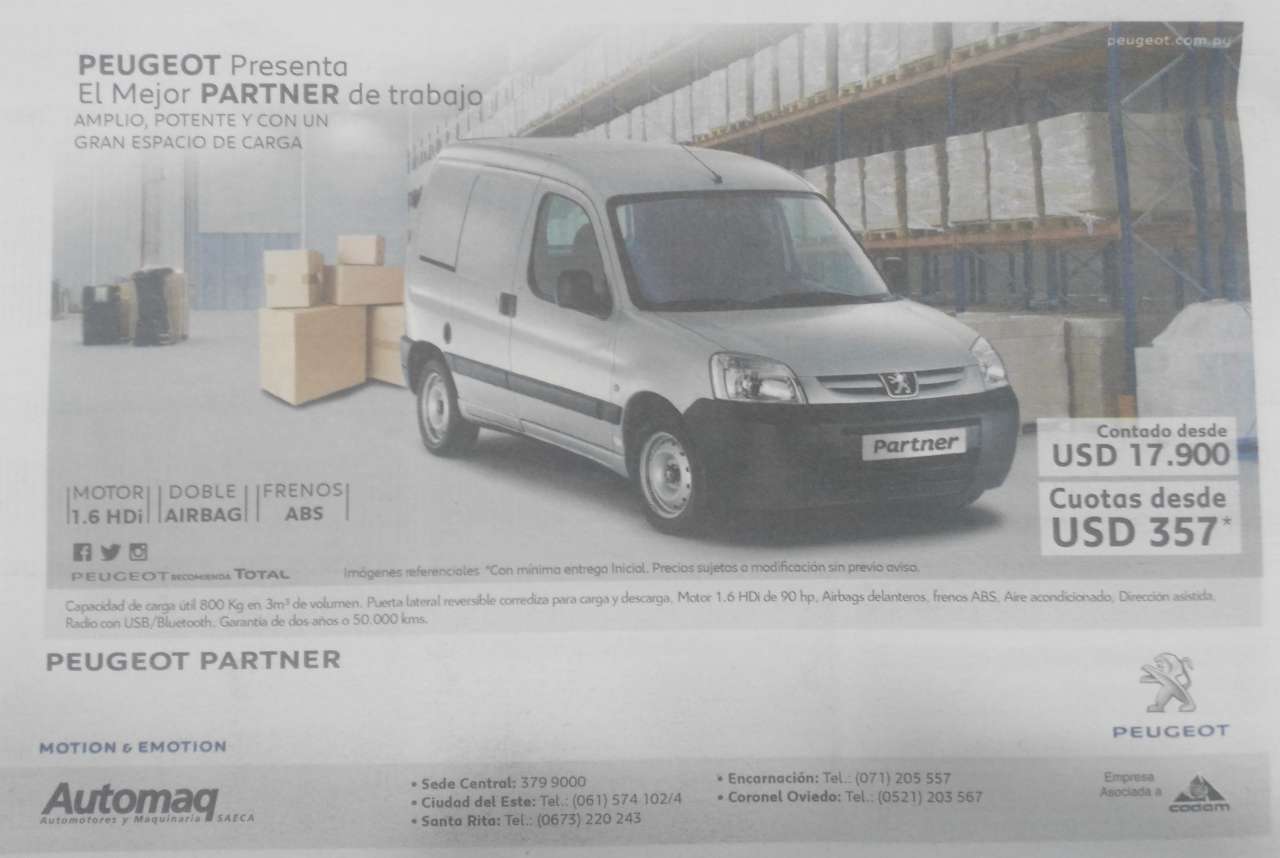 peugeot.com.py
PEUGEOT Presenta
El Mejor PARTNER de trabajo
AMPLIO, POTENTE Y CON UN
GRAN ESPACIO DE CARGA
Partner
Contado desde
USD 17.900
Cuotas desde
USD 357*
MOTOR
1.6 HDi
DOBLE
AIRBAG
FRENOS
ABS
PEUGEOT RECOMIENDA TOTAL
Imágenes referenciales *Con mínima entrega Inicial. Precios sujetos a modificación sin previo aviso.
Capacidad de carga útil 800 Kg en 3m³ de volumen. Puerta lateral reversible corrediza para carga y descarga, Motor 1.6 HDi de 90 hp, Airbags delanteros, frenos ABS, Aire acondicionado, Dirección asistida,
Radio con USB/Bluetooth. Garantía de dos años o 50.000 kms.
PEUGEOT PARTNER
PEUGEOT
MOTION & EMOTION
Automaq
Automotores y Maquinaria SAECA
• Sede Central: 379 9000
• Ciudad del Este: Tel.: (061) 574 102/4
• Santa Rita: Tel.: (0673) 220 243
• Encarnación: Tel.: (071) 205 557
• Coronel Oviedo: Tel.: (0521) 203 567
Empresa
Asociada a
cadam